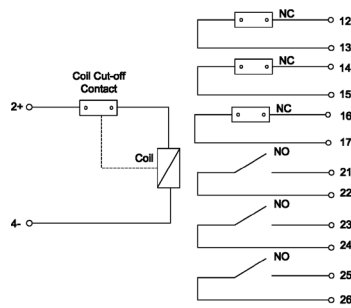 NC
12
13
Coil Cut-off
Contact
NC
14
15
2+
NC
16
17
Coil
NO
21
22
4-
NO
23
24
NO
25
26